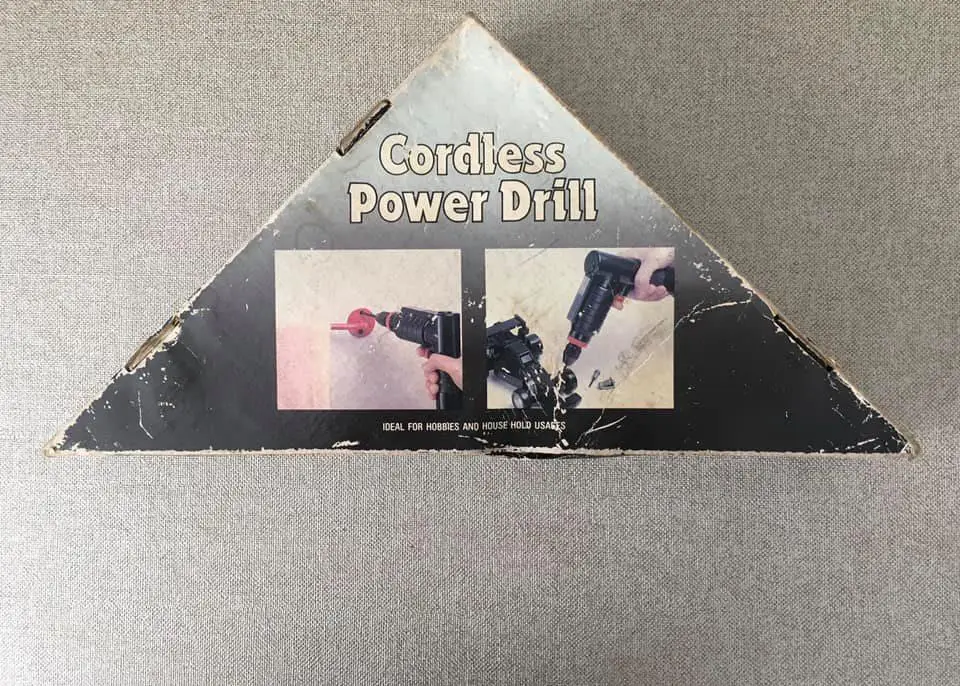 Cordless
Power Drill
IDEAL FOR HOBBIES AND HOUSE HOLD USAGES